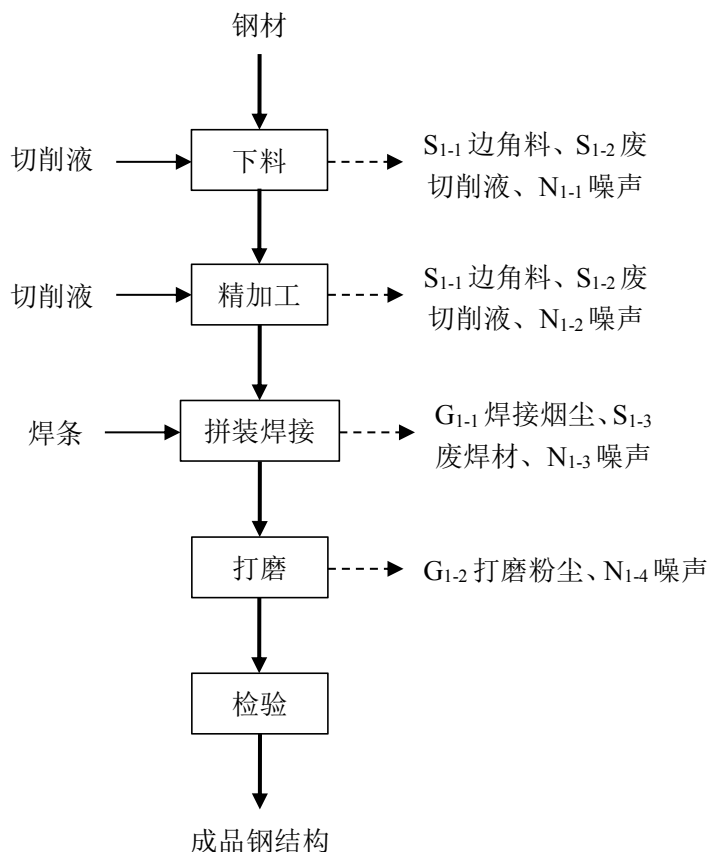 钢材
切削液
下料
S1-1 边角料、S1-2 废
切削液、N1-1 噪声
切削液
精加工
S1-1 边角料、S1-2 废
切削液、N1-2 噪声
焊条
拼装焊接
G1-1 焊接烟尘、S1-3
废焊材、N1-3 噪声
打磨
G1-2 打磨粉尘、N1-4 噪声
检验
成品钢结构